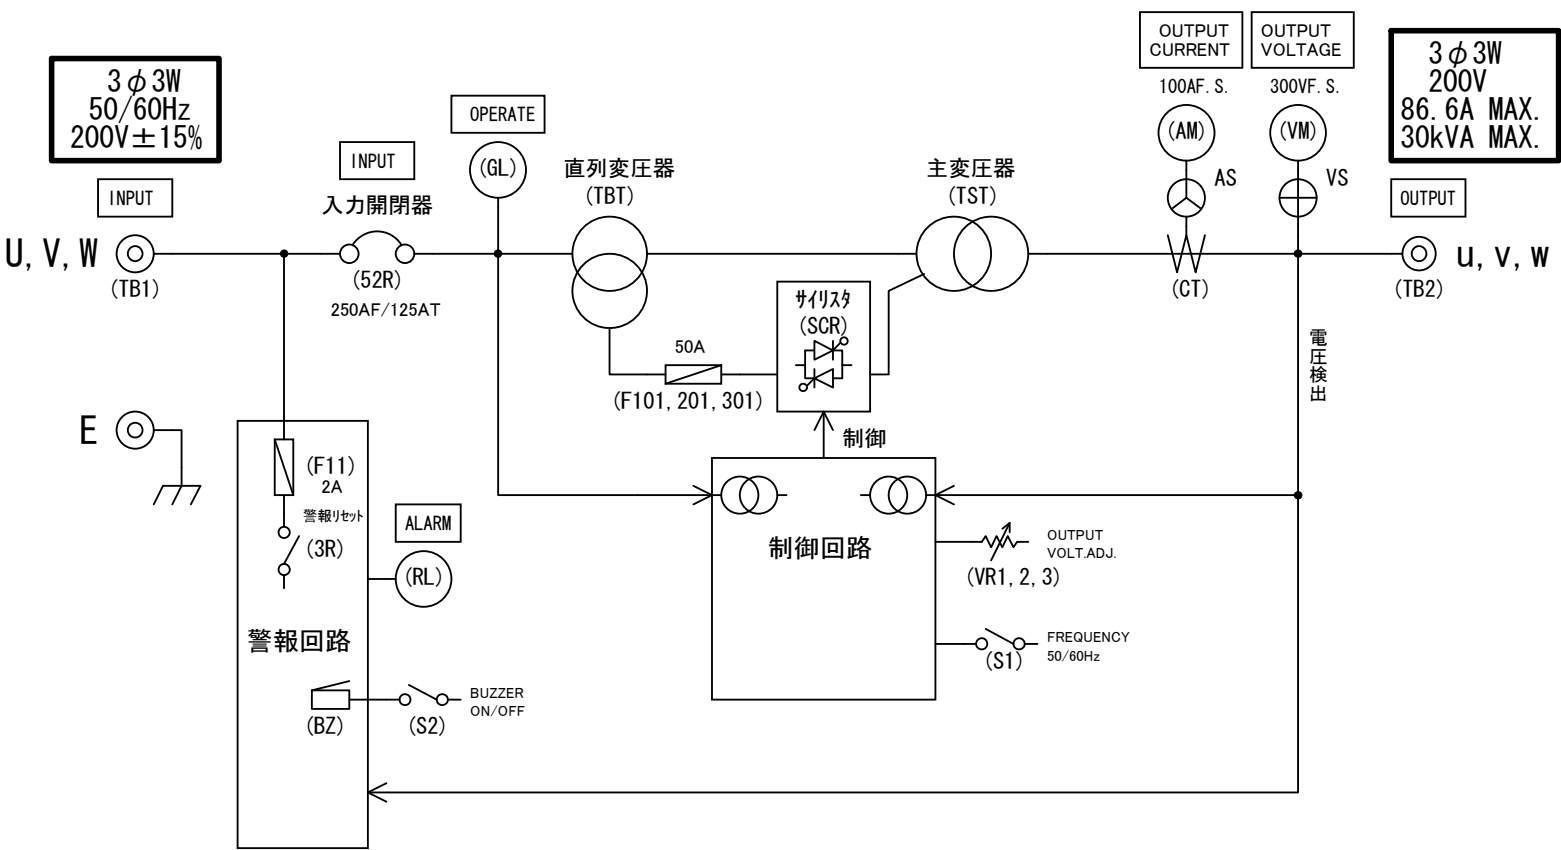 3φ3W
50/60Hz
200V±15%
INPUT
U, V, W
(TB1)
E
INPUT
入力開閉器
(52R)
250AF/125AT
OPERATE
(GL)
直列変圧器
(TBT)
50A
(F101, 201, 301)
サイリスタ
(SCR)
制御
主変圧器
(TST)
OUTPUT
CURRENT
100AF. S.
(AM)
AS
(CT)
OUTPUT
VOLTAGE
300VF. S.
(VM)
VS
3φ3W
200V
86. 6A MAX.
30kVA MAX.
OUTPUT
u, v, w
(TB2)
電圧検出
(F11)
2A
警報リセット
(3R)
ALARM
(RL)
警報回路
(BZ)
(S2)
BUZZER
ON/OFF
制御回路
OUTPUT
VOLT.ADJ.
(VR1, 2, 3)
FREQUENCY
50/60Hz
(S1)